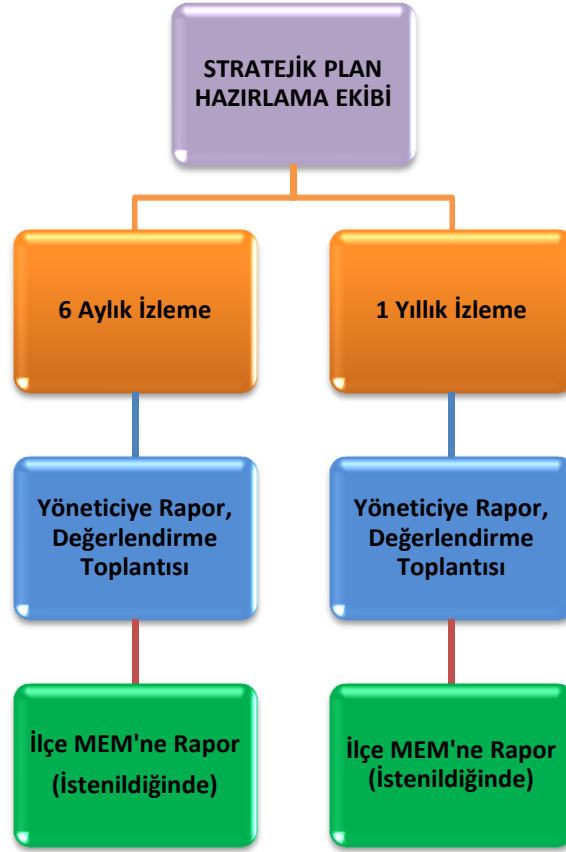 STRATEJİK PLAN
HAZIRLAMA EKİBİ
6 Aylık İzleme
1 Yıllık İzleme
Yöneticiye Rapor,
Değerlendirme
Toplantısı
Yöneticiye Rapor,
Değerlendirme
Toplantısı
İlçe MEM'ne Rapor
(İstenildiğinde)
İlçe MEM'ne Rapor
(İstenildiğinde)